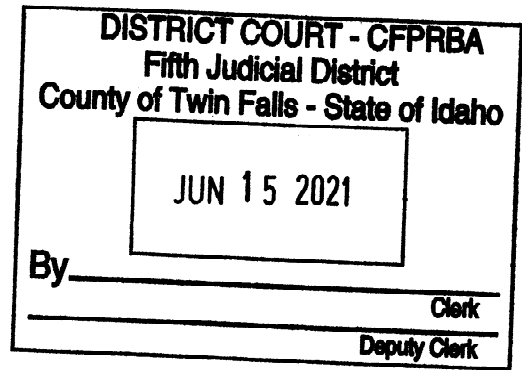 DISTRICT COURT - CFPRBA
Fifth Judicial District
County of Twin Falls - State of Idaho
JUN 15 2021
By
Clerk
Deputy Clerk